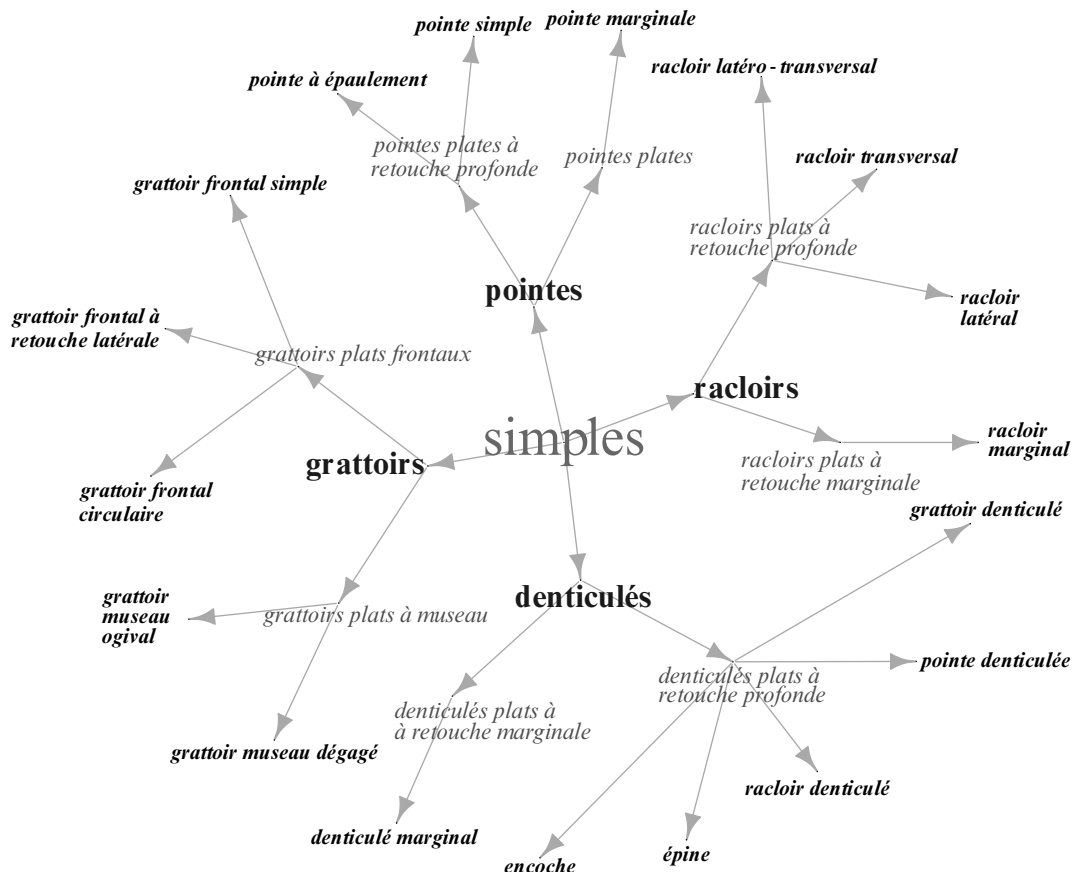 pointe simple
pointe marginale
racloir latéro - transversal
pointe à épaulement
pointes plates à
retouche profonde
pointes plates
racloir transversal
grattoir frontal simple
racloirs plats à
retouche profonde
pointes
racloir
latéral
grattoir frontal à
retouche latérale
grattoirs plats frontaux
racloirs
simples
grattoirs
racloir
marginal
racloirs plats à
retouche marginale
grattoir frontal
circulaire
grattoir denticulé
grattoir
museau
ogival
denticulés
grattoirs plats à museau
pointe denticulée
denticulés plats à
retouche profonde
denticulés plats à
à retouche marginale
grattoir museau dégagé
racloir denticulé
denticulé marginal
épine
encoche